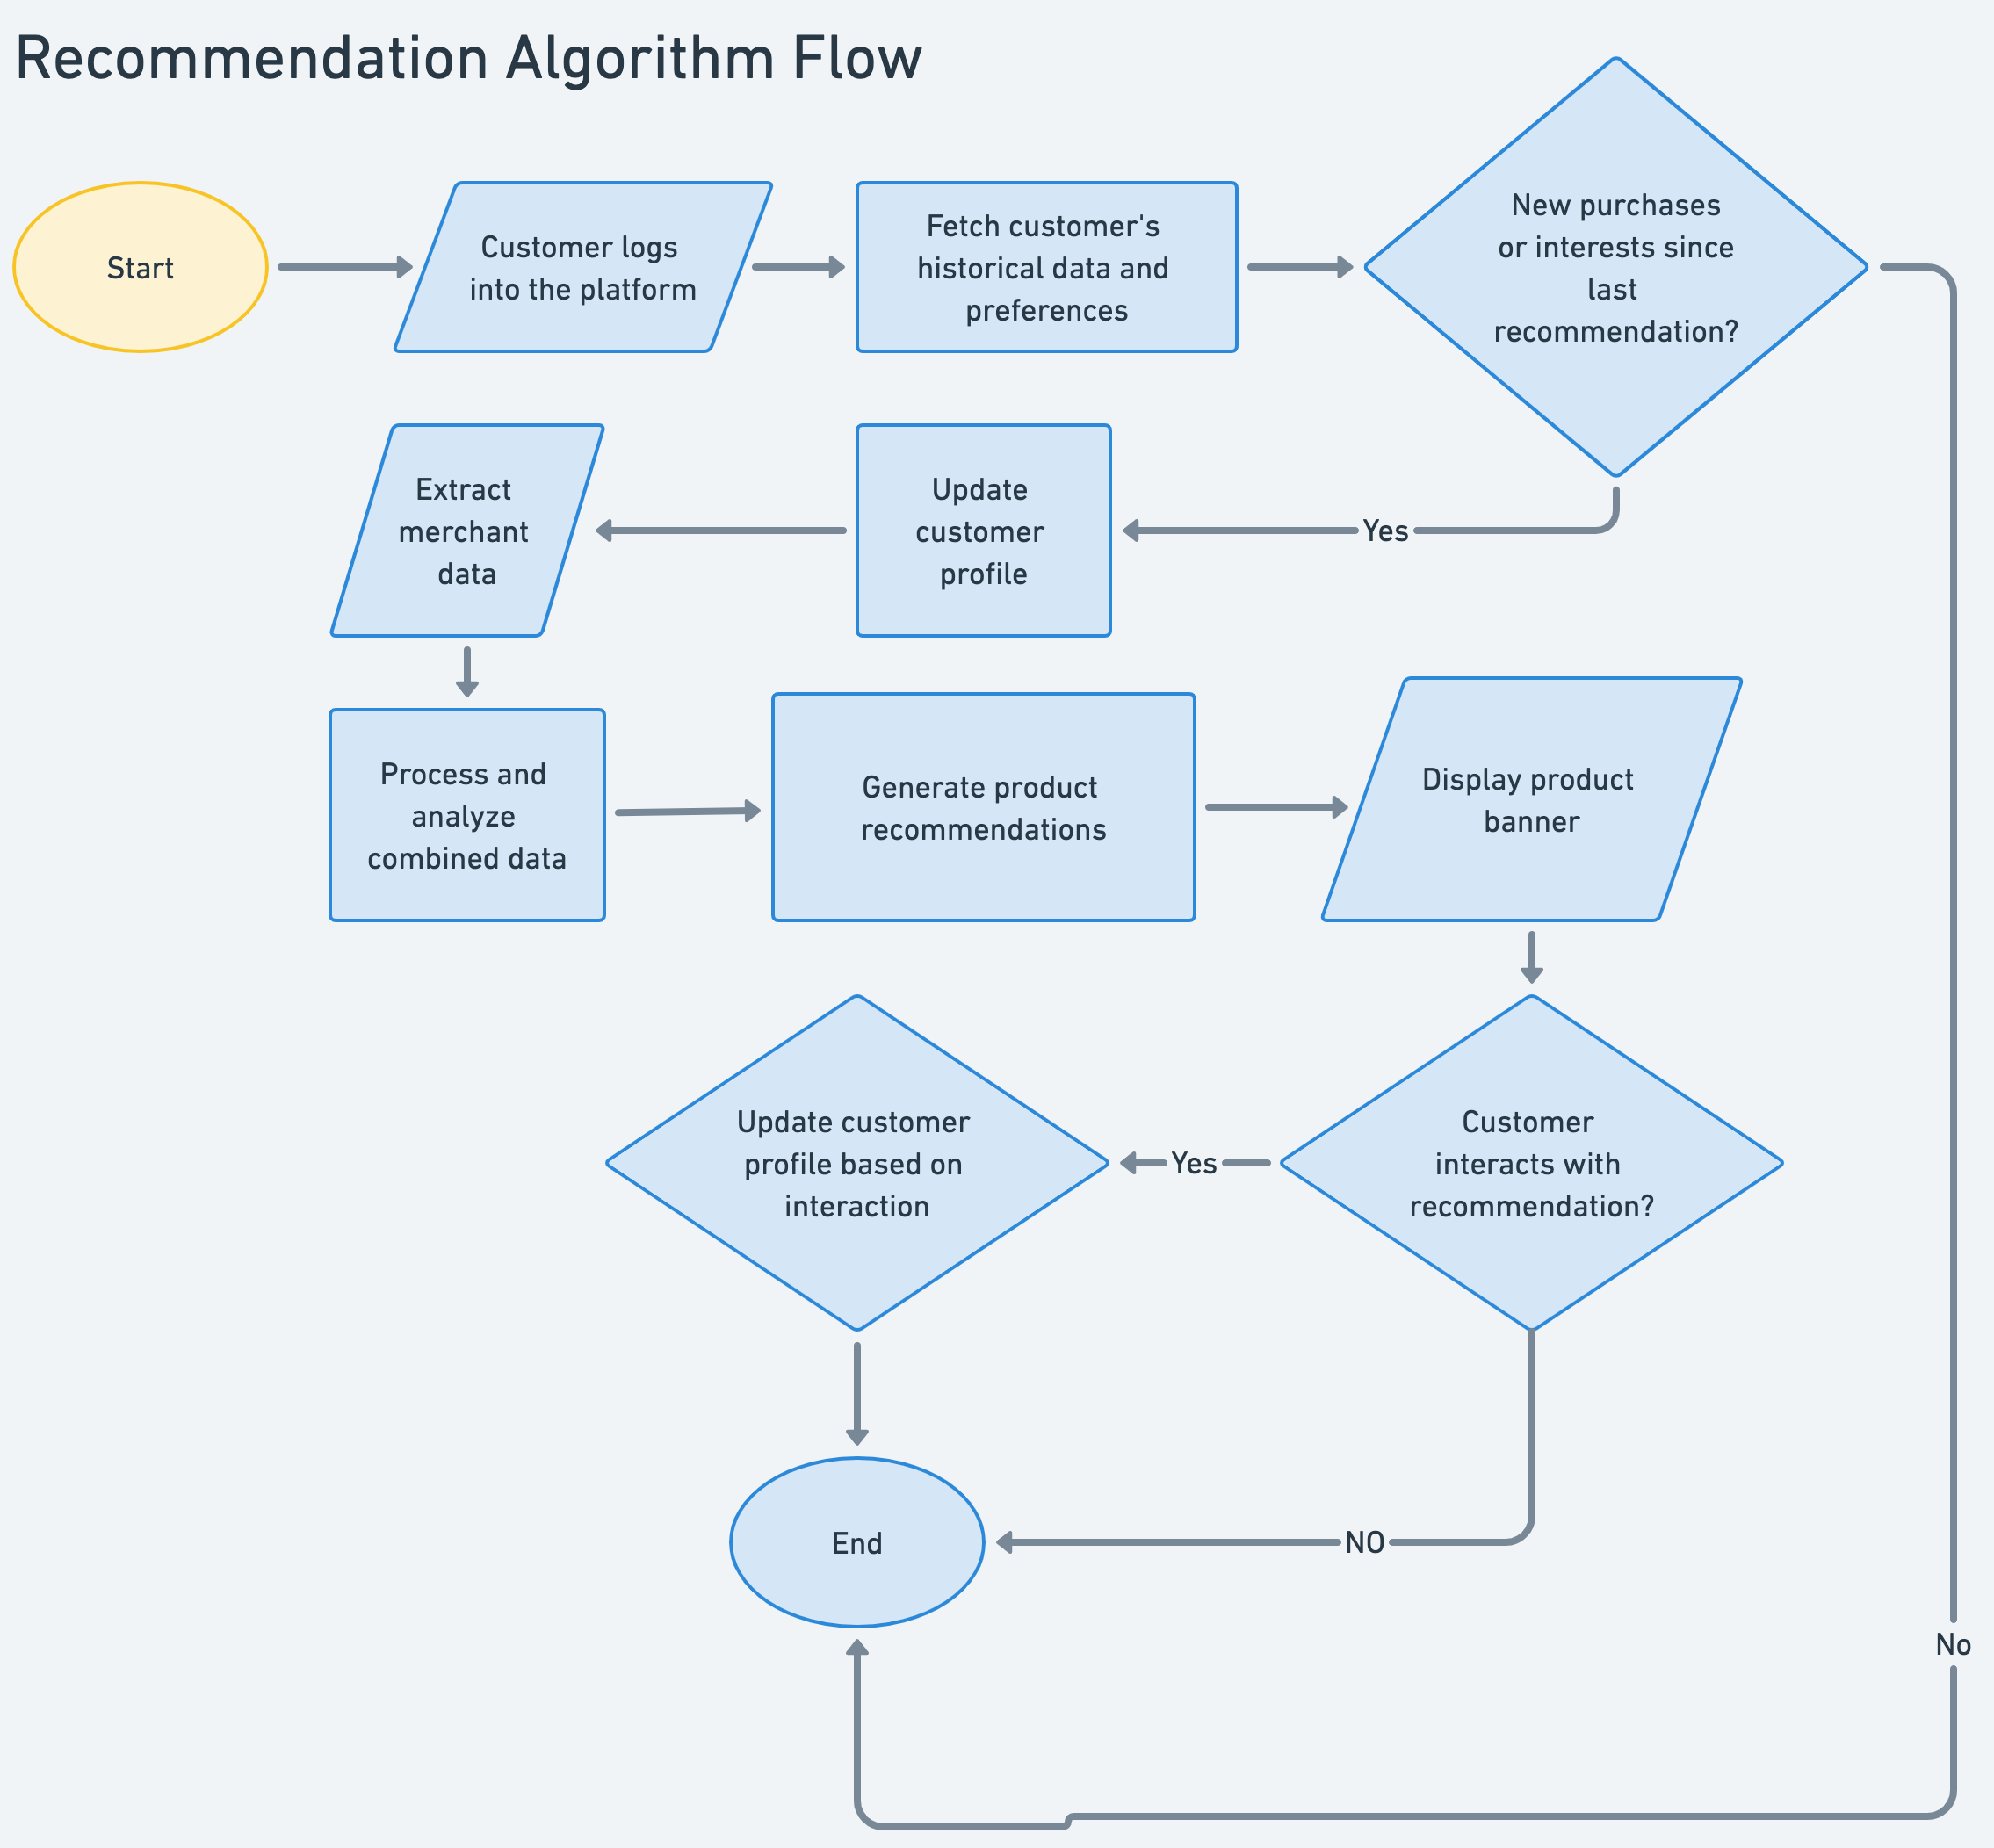 Recommendation Algorithm Flow
Start
Customer logs
into the platform
Fetch customer's
historical data and
preferences
New purchases
or interests since
last
recommendation?
Extract
merchant
data
Update
customer
profile
Yes
Process and
analyze
combined data
Generate product
recommendations
Display product
banner
Update customer
profile based on
interaction
Yes
Customer
interacts with
recommendation?
End
NO
No